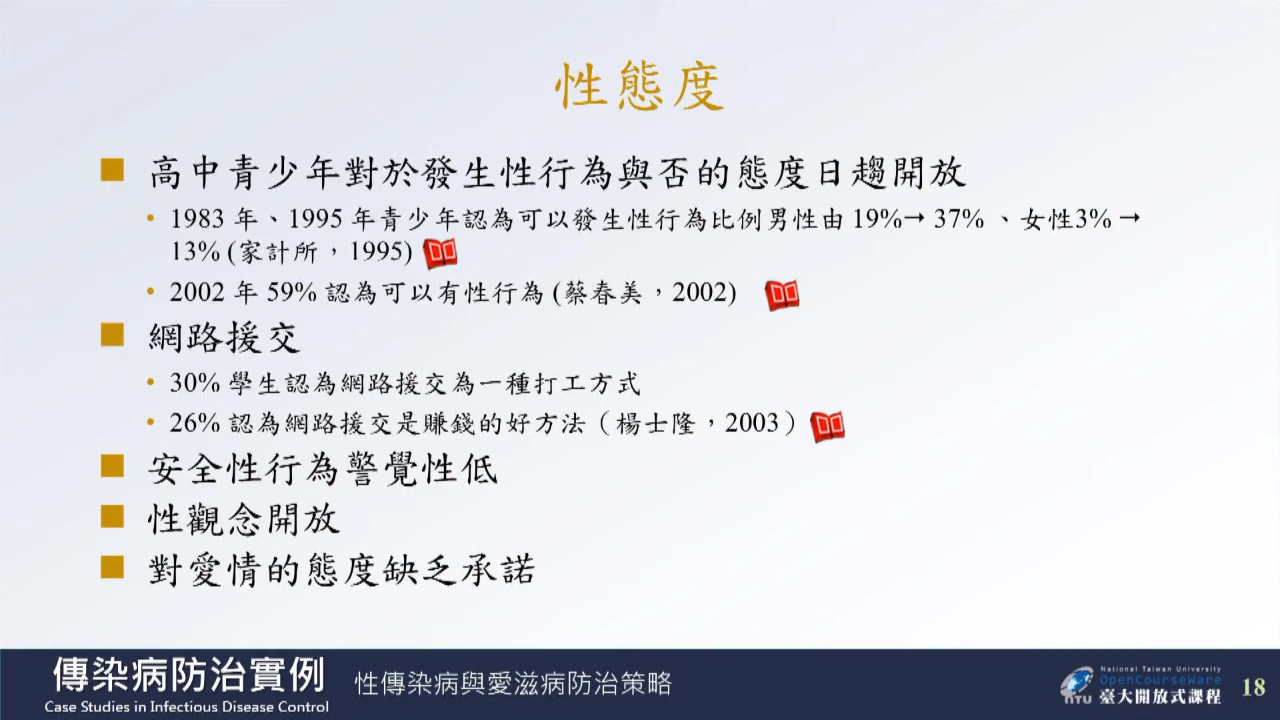 性態度
高中青少年對於發生性行為與否的態度日趨開放
1983 年、1995 年青少年認為可以發生性行為比例男性由 19%→ 37% 、女性3% →
13% (家計所，1995)
2002 年 59% 認為可以有性行為 (蔡春美，2002)
網路援交
30% 學生認為網路援交為一種打工方式
26% 認為網路援交是賺錢的好方法（楊士隆，2003）
安全性行為警覺性低
性觀念開放
對愛情的態度缺乏承諾
傳染病防治實例
Case Studies in Infectious Disease Control
性傳染病與愛滋病防治策略
National Taiwan University
OpenCourseWare
NTU 臺大開放式課程
18